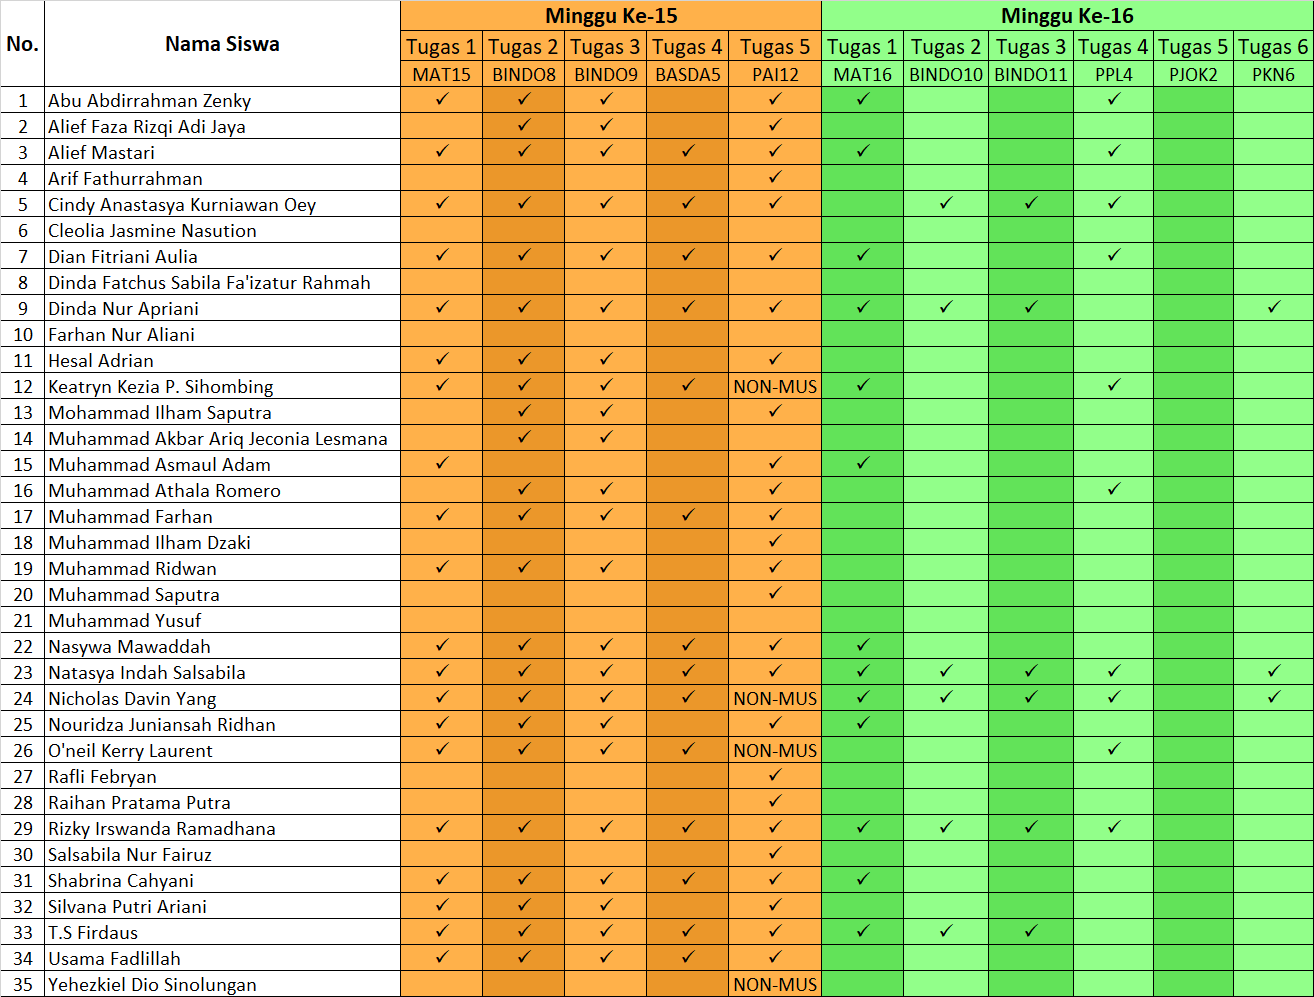 No. Nama Siswa Minggu Ke-15 Minggu Ke-16
Tugas 1 Tugas 2 Tugas 3 Tugas 4 Tugas 5 Tugas 1 Tugas 2 Tugas 3 Tugas 4 Tugas 5 Tugas 6
MAT15 BINDO8 BINDO9 BASDA5 PAI12 MAT16 BINDO10 BINDO11 PPL4 PJOK2 PKN6
1 Abu Abdirrahman Zenky ✓ ✓ ✓ ✓ ✓ ✓
2 Alief Faza Rizqi Adi Jaya ✓ ✓ ✓
3 Alief Mastari ✓ ✓ ✓ ✓ ✓ ✓ ✓
4 Arif Fathurrahman ✓
5 Cindy Anastasya Kurniawan Oey ✓ ✓ ✓ ✓ ✓ ✓ ✓ ✓
6 Cleolia Jasmine Nasution
7 Dian Fitriani Aulia ✓ ✓ ✓ ✓ ✓ ✓ ✓
8 Dinda Fatchus Sabila Fa'izatur Rahmah
9 Dinda Nur Apriani ✓ ✓ ✓ ✓ ✓ ✓ ✓ ✓ ✓
10 Farhan Nur Aliani
11 Hesal Adrian ✓ ✓ ✓ ✓
12 Keatryn Kezia P. Sihombing ✓ ✓ ✓ ✓ NON-MUS ✓ ✓
13 Mohammad Ilham Saputra ✓ ✓ ✓
14 Muhammad Akbar Ariq Jeconia Lesmana ✓ ✓
15 Muhammad Asmaul Adam ✓ ✓ ✓
16 Muhammad Athala Romero ✓ ✓ ✓ ✓
17 Muhammad Farhan ✓ ✓ ✓ ✓ ✓
18 Muhammad Ilham Dzaki ✓
19 Muhammad Ridwan ✓ ✓ ✓ ✓
20 Muhammad Saputra ✓
21 Muhammad Yusuf
22 Nasywa Mawaddah ✓ ✓ ✓ ✓ ✓ ✓
23 Natasya Indah Salsabila ✓ ✓ ✓ ✓ ✓ ✓ ✓ ✓ ✓ ✓
24 Nicholas Davin Yang ✓ ✓ ✓ ✓ NON-MUS ✓ ✓ ✓ ✓ ✓
25 Nouridza Juniansah Ridhan ✓ ✓ ✓ ✓ ✓
26 O'neil Kerry Laurent ✓ ✓ ✓ ✓ NON-MUS ✓
27 Rafli Febryan ✓
28 Raihan Pratama Putra ✓
29 Rizky Irswanda Ramadhana ✓ ✓ ✓ ✓ ✓ ✓ ✓ ✓ ✓
30 Salsabila Nur Fairuz ✓
31 Shabrina Cahyani ✓ ✓ ✓ ✓ ✓ ✓
32 Silvana Putri Ariani ✓ ✓ ✓ ✓
33 T.S Firdaus ✓ ✓ ✓ ✓ ✓ ✓ ✓ ✓
34 Usama Fadlillah ✓ ✓ ✓ ✓ ✓
35 Yehezkiel Dio Sinolungan NON-MUS